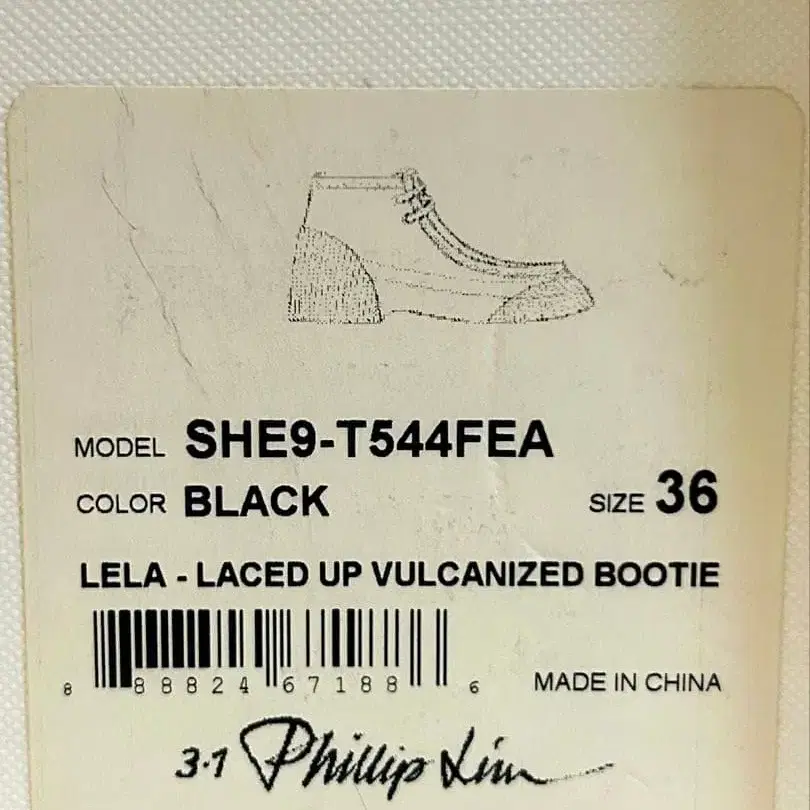 MODEL SHE9-T544FEA
COLOR BLACK SIZE 36
LELA - LACED UP VULCANIZED BOOTIE
8 88824 67188 6
MADE IN CHINA
3.1 Phillip Lim